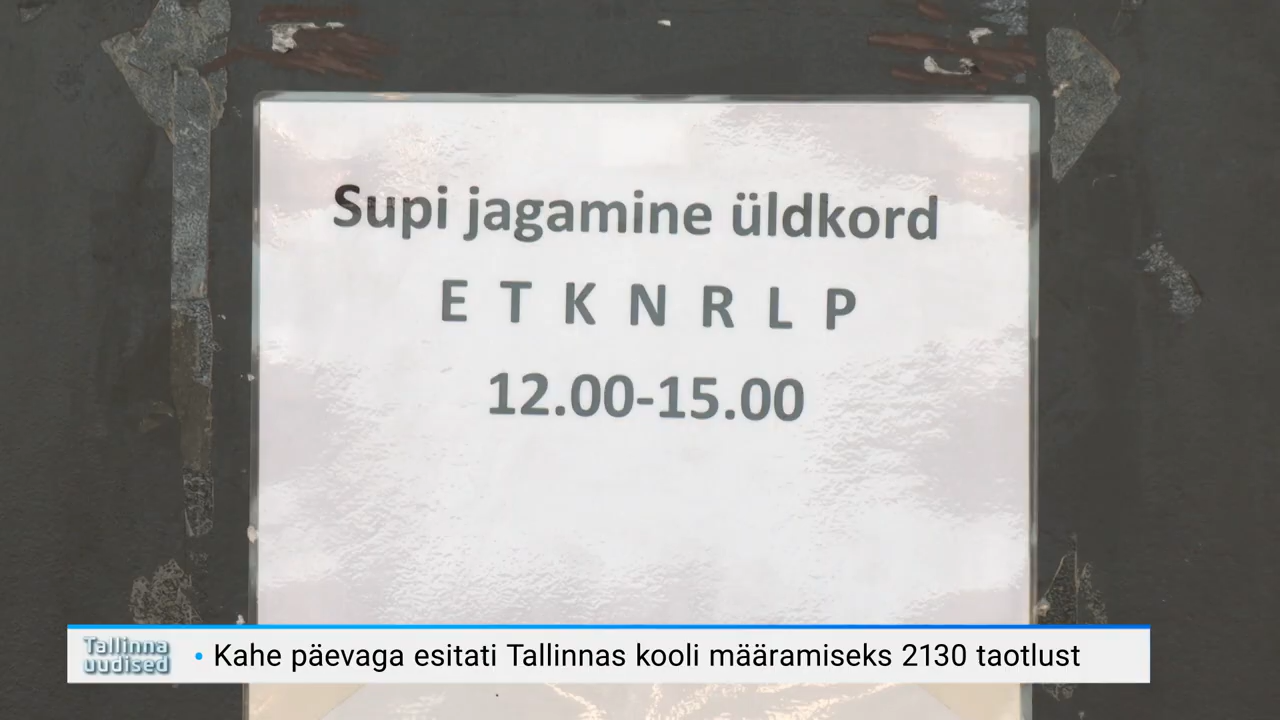 Supi jagamine üldkord
E T K N R L P
12.00-15.00
Tallinna
uudised
• Kahe päevaga esitati Tallinnas kooli määramiseks 2130 taotlust